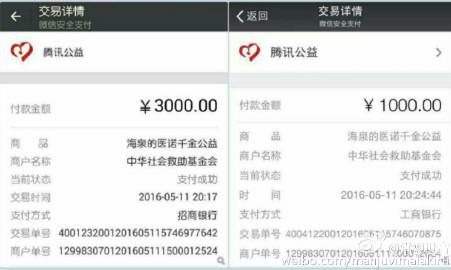 交易详情
微信安全支付
腾讯公益
付款金额 ￥3000.00
商品 海泉的医诺千金公益
商户名称 中华社会救助基金会
当前状态 支付成功
交易时间 2016-05-11 20:17
支付方式 招商银行
交易单号 4001232001201605115746977642
商户单号 1299830701201605111500012524
返回
交易详情
微信安全支付
腾讯公益
付款金额 ￥1000.00
商品 海泉的医诺千金公益
商户名称 中华社会救助基金会
当前状态 支付成功
时间 2016-05-11 20:24:44
支付方式 工商银行
交易单号 4004122001201605115746070875
商户单号
weibo.com/manjuvimalakirti